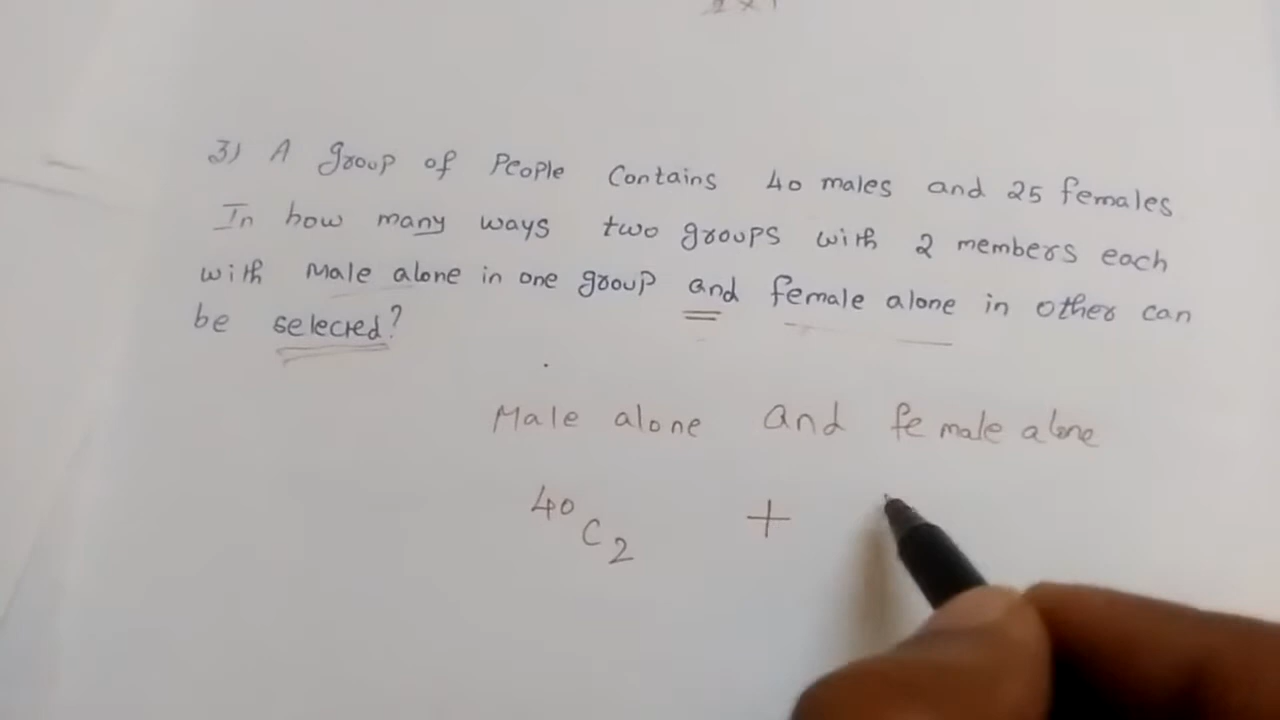 3) A group of People Contains 40 males and 25 females
In how many ways two groups with 2 members each
with Male alone in one group and female alone in other can
be selected?
Male alone and female alone
40 C 2 +